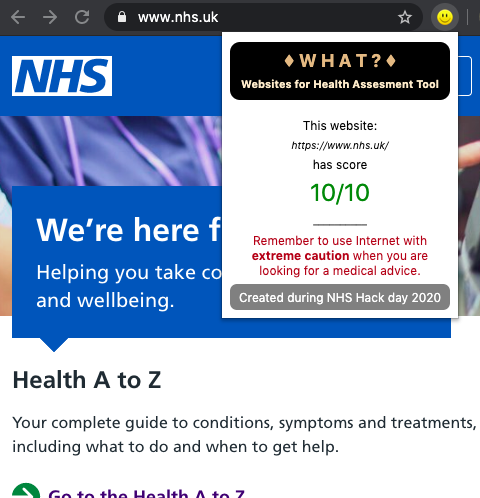 www.nhs.uk
NHS
♦WHAT?♦
Websites for Health Assesment Tool
This website:
https://www.nhs.uk/
has score
10/10
Remember to use Internet with
extreme caution when you are
looking for a medical advice.
Created during NHS Hack day 2020
We’re here f
Helping you take co
and wellbeing.
Health A to Z
Your complete guide to conditions, symptoms and treatments,
including what to do and when to get help.
Go to the Health A to Z